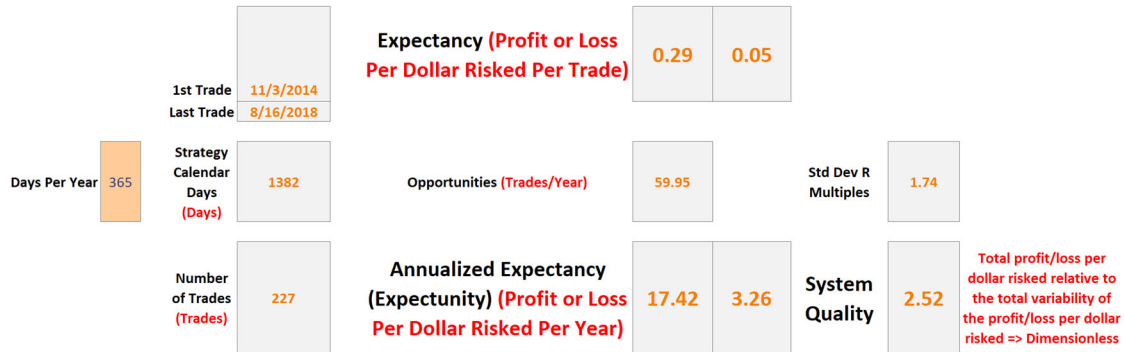 Expectancy (Profit or Loss
Per Dollar Risked Per Trade)
0.29
0.05
1st Trade
11/3/2014
Last Trade
8/16/2018
Days Per Year
365
Strategy
Calendar
Days
(Days)
1382
Opportunities (Trades/Year)
59.95
Std Dev R
Multiples
1.74
Number
of Trades
(Trades)
227
Annualized Expectancy
(Expectunity) (Profit or Loss
Per Dollar Risked Per Year)
17.42
3.26
System
Quality
2.52
Total profit/loss per
dollar risked relative to
the total variability of
the profit/loss per dollar
risked => Dimensionless